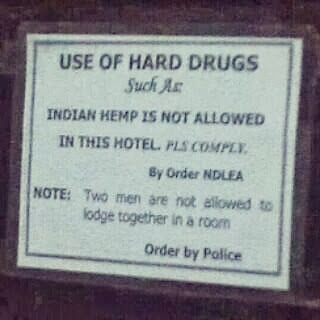 USE OF HARD DRUGS
Such As:
INDIAN HEMP IS NOT ALLOWED
IN THIS HOTEL. PLS COMPLY.
By Order NDLEA
NOTE: Two men are not allowed to
lodge together in a room
Order by Police